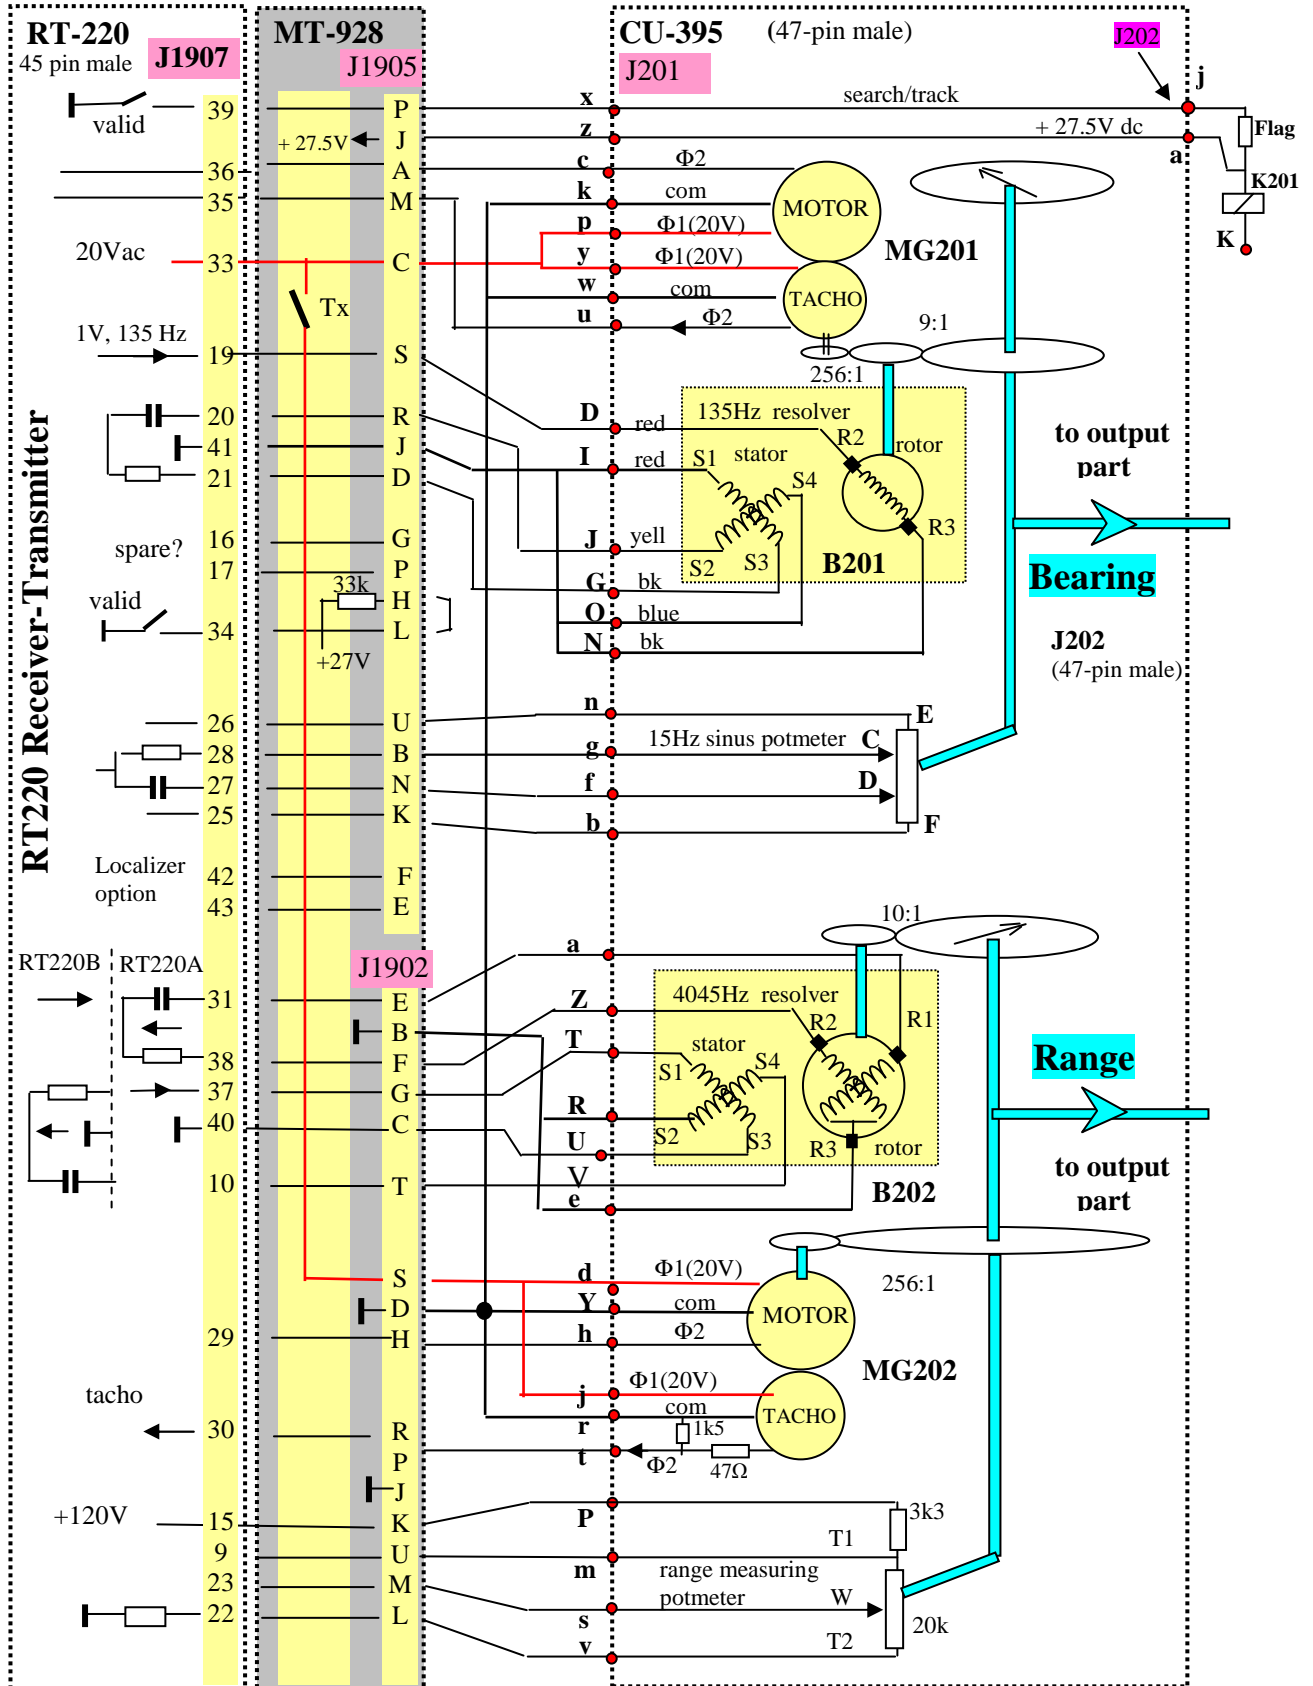 RT-220
45 pin male
J1907
MT-928
J1905
CU-395
(47-pin male)
J201
J202
39
valid
P
x
search/track
j
+ 27.5V
J
z
+ 27.5V dc
a
Flag
K201
K
36
A
c
Φ2
35
M
k
com
MOTOR
p
Φ1(20V)
MG201
20Vac
33
C
y
Φ1(20V)
w
com
TACHO
Tx
u
Φ2
9:1
1V, 135 Hz
19
S
256:1
RT220 Receiver-Transmitter
20
R
D
red
135Hz resolver
R2
rotor
to output
part
41
J
I
red
S1
stator
S4
21
D
R3
16
G
J
yell
S2
S3
B201
spare?
17
P
G
bk
Bearing
33k
H
O
blue
valid
34
L
N
bk
J202
(47-pin male)
+27V
26
U
n
E
28
B
g
15Hz sinus potmeter
C
27
N
f
D
25
K
b
F
Localizer
option
42
F
43
E
10:1
RT220B
RT220A
J1902
a
31
E
Z
4045Hz resolver
R2
R1
B
T
stator
38
F
S1
S4
Range
37
G
R
40
C
S2
S3
R3
rotor
U
10
T
V
B202
to output
part
e
S
d
Φ1(20V)
256:1
D
Y
com
MOTOR
29
H
h
Φ2
MG202
tacho
j
Φ1(20V)
30
R
r
com
TACHO
1k5
P
t
Φ2
47Ω
J
+120V
15
K
P
3k3
9
U
T1
23
M
m
range measuring
potmeter
W
22
L
s
20k
v
T2